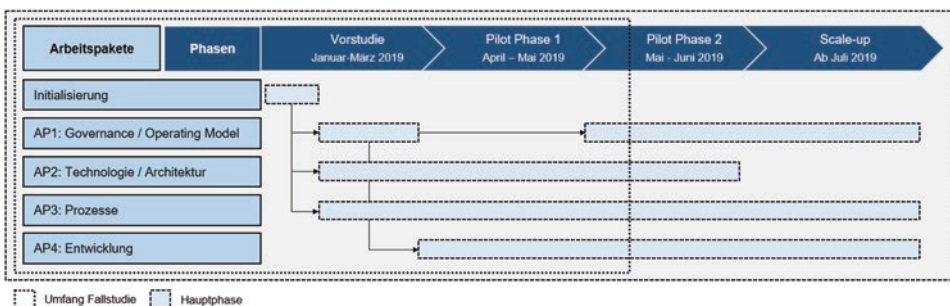 Arbeitspakete
Phasen
Vorstudie
Januar-März 2019
Pilot Phase 1
April – Mai 2019
Pilot Phase 2
Mai - Juni 2019
Scale-up
Ab Juli 2019
Initialisierung
AP1: Governance / Operating Model
AP2: Technologie / Architektur
AP3: Prozesse
AP4: Entwicklung
Umfang Fallstudie
Hauptphase